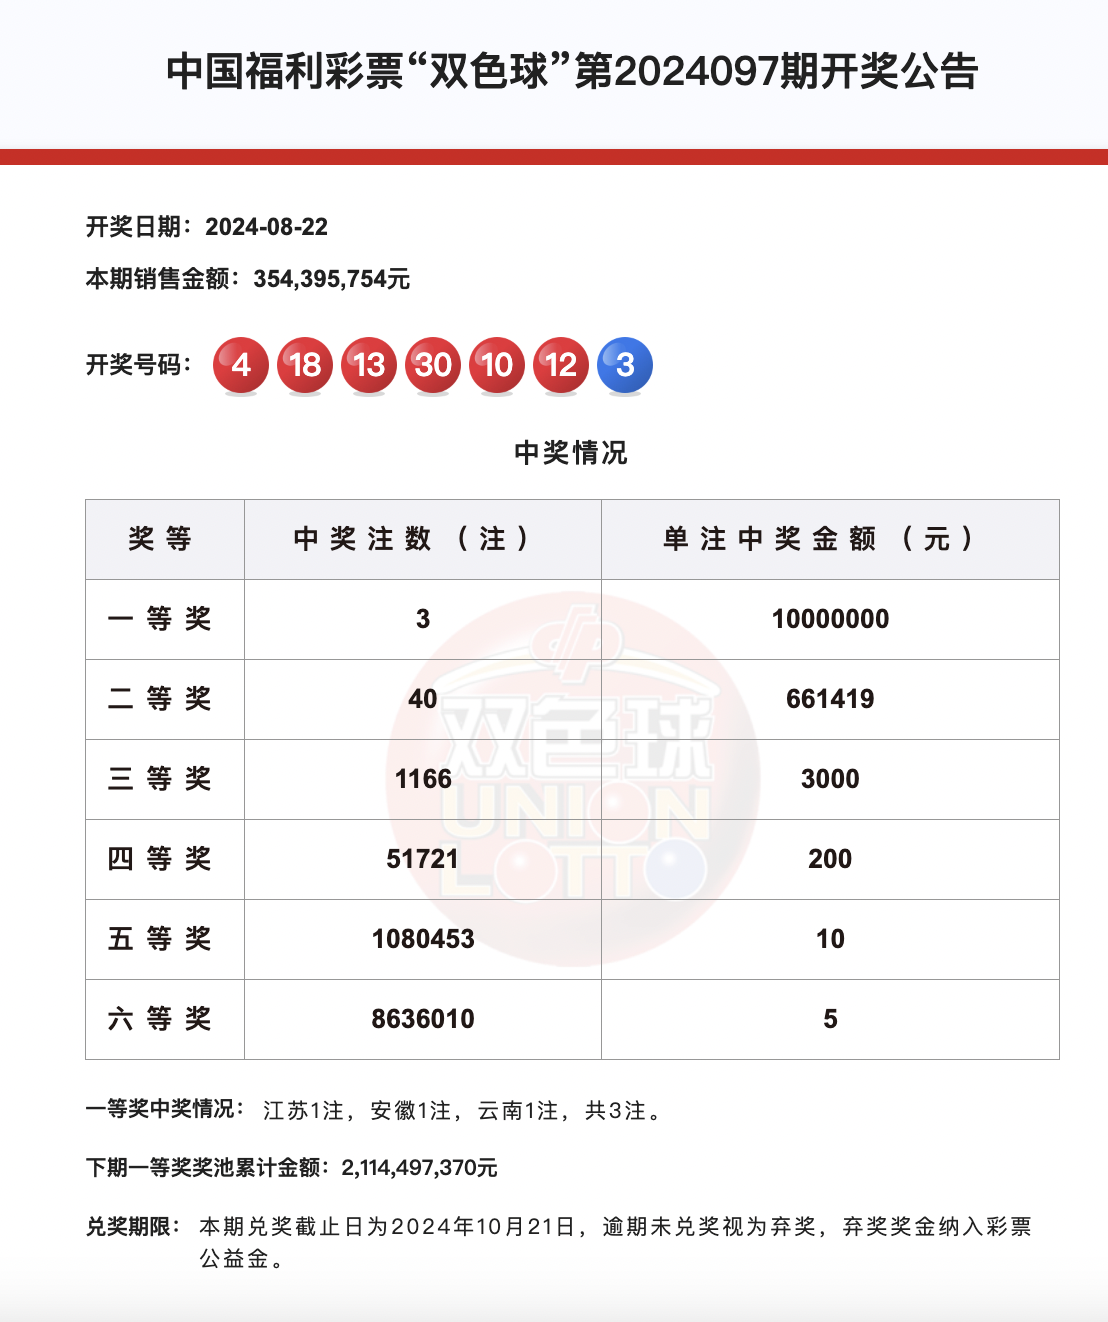 中国福利彩票“双色球”第2024097期开奖公告
开奖日期：2024-08-22
本期销售金额：354,395,754元
开奖号码： 4 18 13 30 10 12 3
中奖情况
奖等 中奖注数（注） 单注中奖金额（元）
一等奖 3 10000000
二等奖 40 661419
三等奖 1166 3000
四等奖 51721 200
五等奖 1080453 10
六等奖 8636010 5
双色球
UNION
LOTTO
一等奖中奖情况： 江苏1注，安徽1注，云南1注，共3注。
下期一等奖奖池累计金额：2,114,497,370元
兑奖期限： 本期兑奖截止日为2024年10月21日，逾期未兑奖视为弃奖，弃奖奖金纳入彩票
公益金。